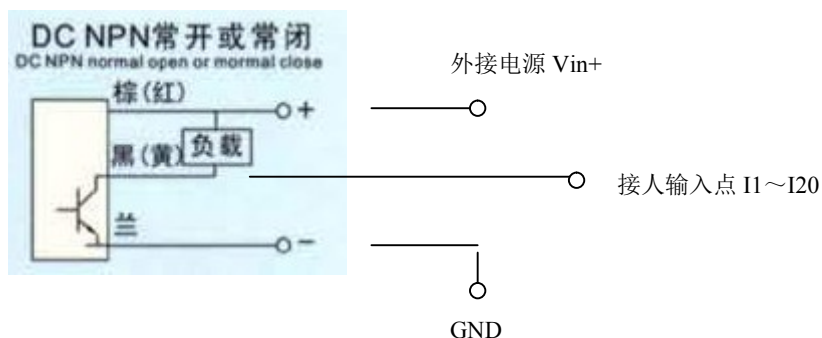 DC NPN常开或常闭
DC NPN normal open or mormal close
外接电源 Vin+
棕(红)
+
负载
黑(黄)
接人输入点 I1～I20
兰
−
GND